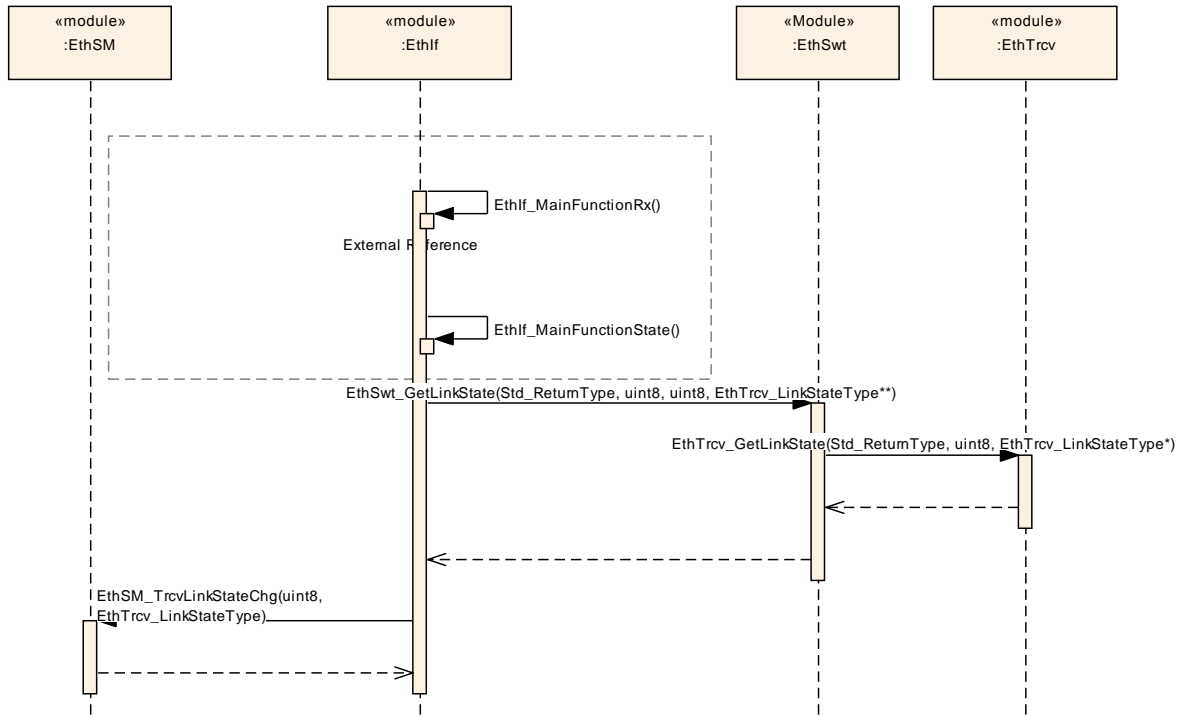 «module»
:EthSM
«module»
:EthIf
«Module»
:EthSwt
«module»
:EthTrcv
EthIf_MainFunctionRx()
External Reference
EthIf_MainFunctionState()
EthSwt_GetLinkState(Std_ReturnType, uint8, uint8, EthTrcv_LinkStateType**)
EthTrcv_GetLinkState(Std_ReturnType, uint8, EthTrcv_LinkStateType*)
EthSM_TrcvLinkStateChg(uint8,
EthTrcv_LinkStateType)